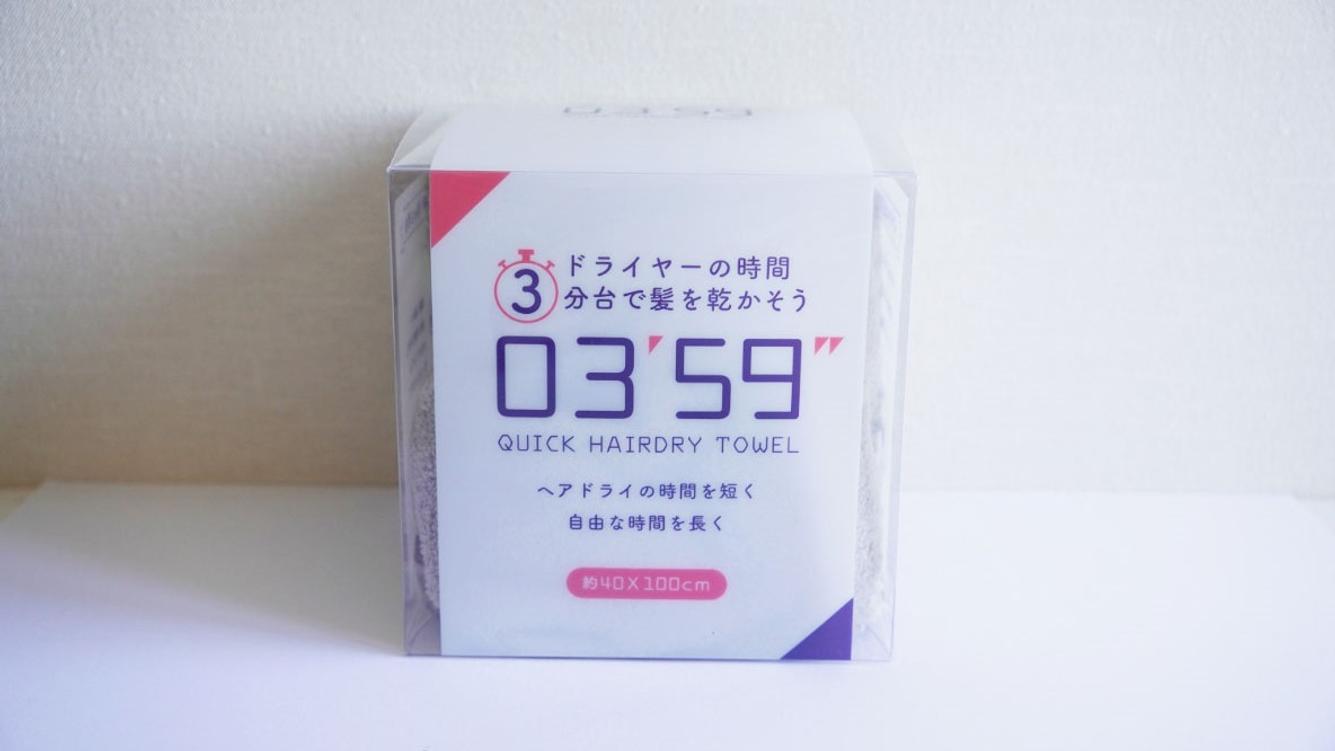 03'59
ドライヤーの時間
3分台で髪を乾かそう
03'59"
QUICK HAIRDRY TOWEL
ヘアドライの時間を短く
自由な時間を長く
約40X100cm